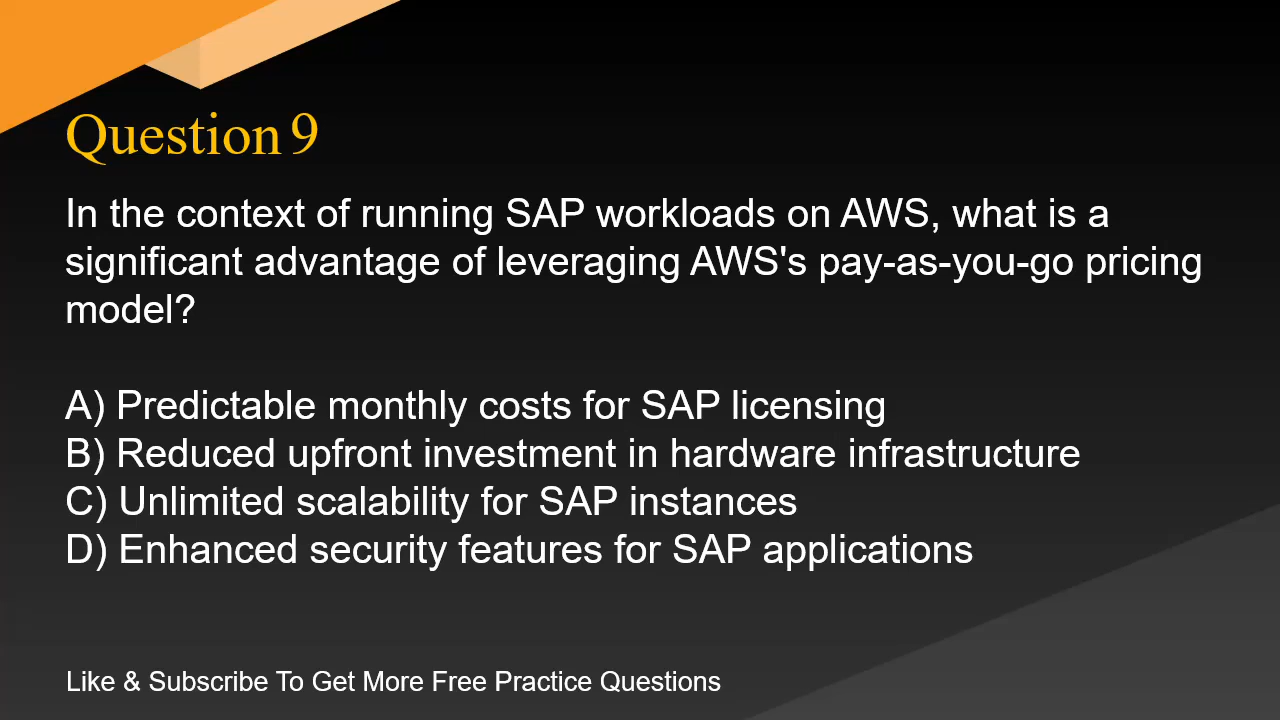 Question 9
In the context of running SAP workloads on AWS, what is a
significant advantage of leveraging AWS's pay-as-you-go pricing
model?
A) Predictable monthly costs for SAP licensing
B) Reduced upfront investment in hardware infrastructure
C) Unlimited scalability for SAP instances
D) Enhanced security features for SAP applications
Like & Subscribe To Get More Free Practice Questions